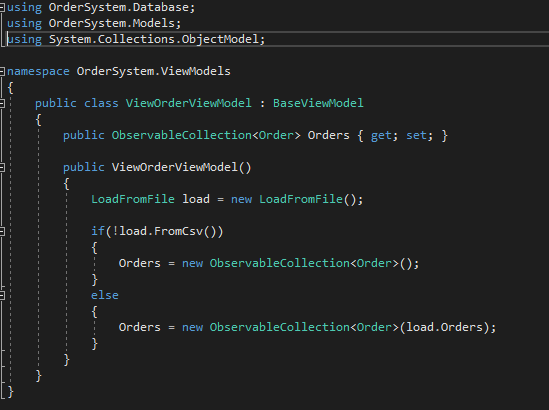 using OrderSystem.Database;
using OrderSystem.Models;
using System.Collections.ObjectModel;

namespace OrderSystem.ViewModels
{
    public class ViewOrderViewModel : BaseViewModel
    {
        public ObservableCollection<Order> Orders { get; set; }

        public ViewOrderViewModel()
        {
            LoadFromFile load = new LoadFromFile();

            if(!load.FromCsv())
            {
                Orders = new ObservableCollection<Order>();
            }
            else
            {
                Orders = new ObservableCollection<Order>(load.Orders);
            }
        }
    }
}